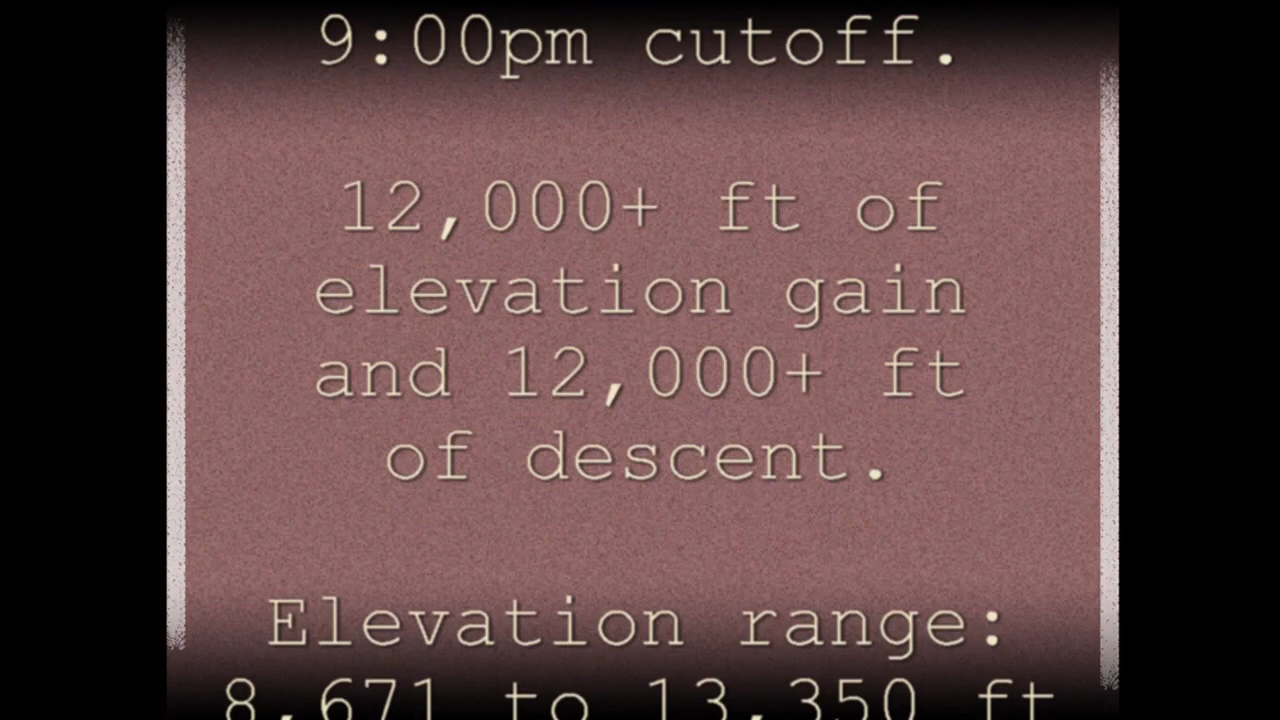 9:00pm cutoff.
12,000+ ft of
elevation gain
and 12,000+ ft
of descent.
Elevation range:
8,671 to 13,350 ft